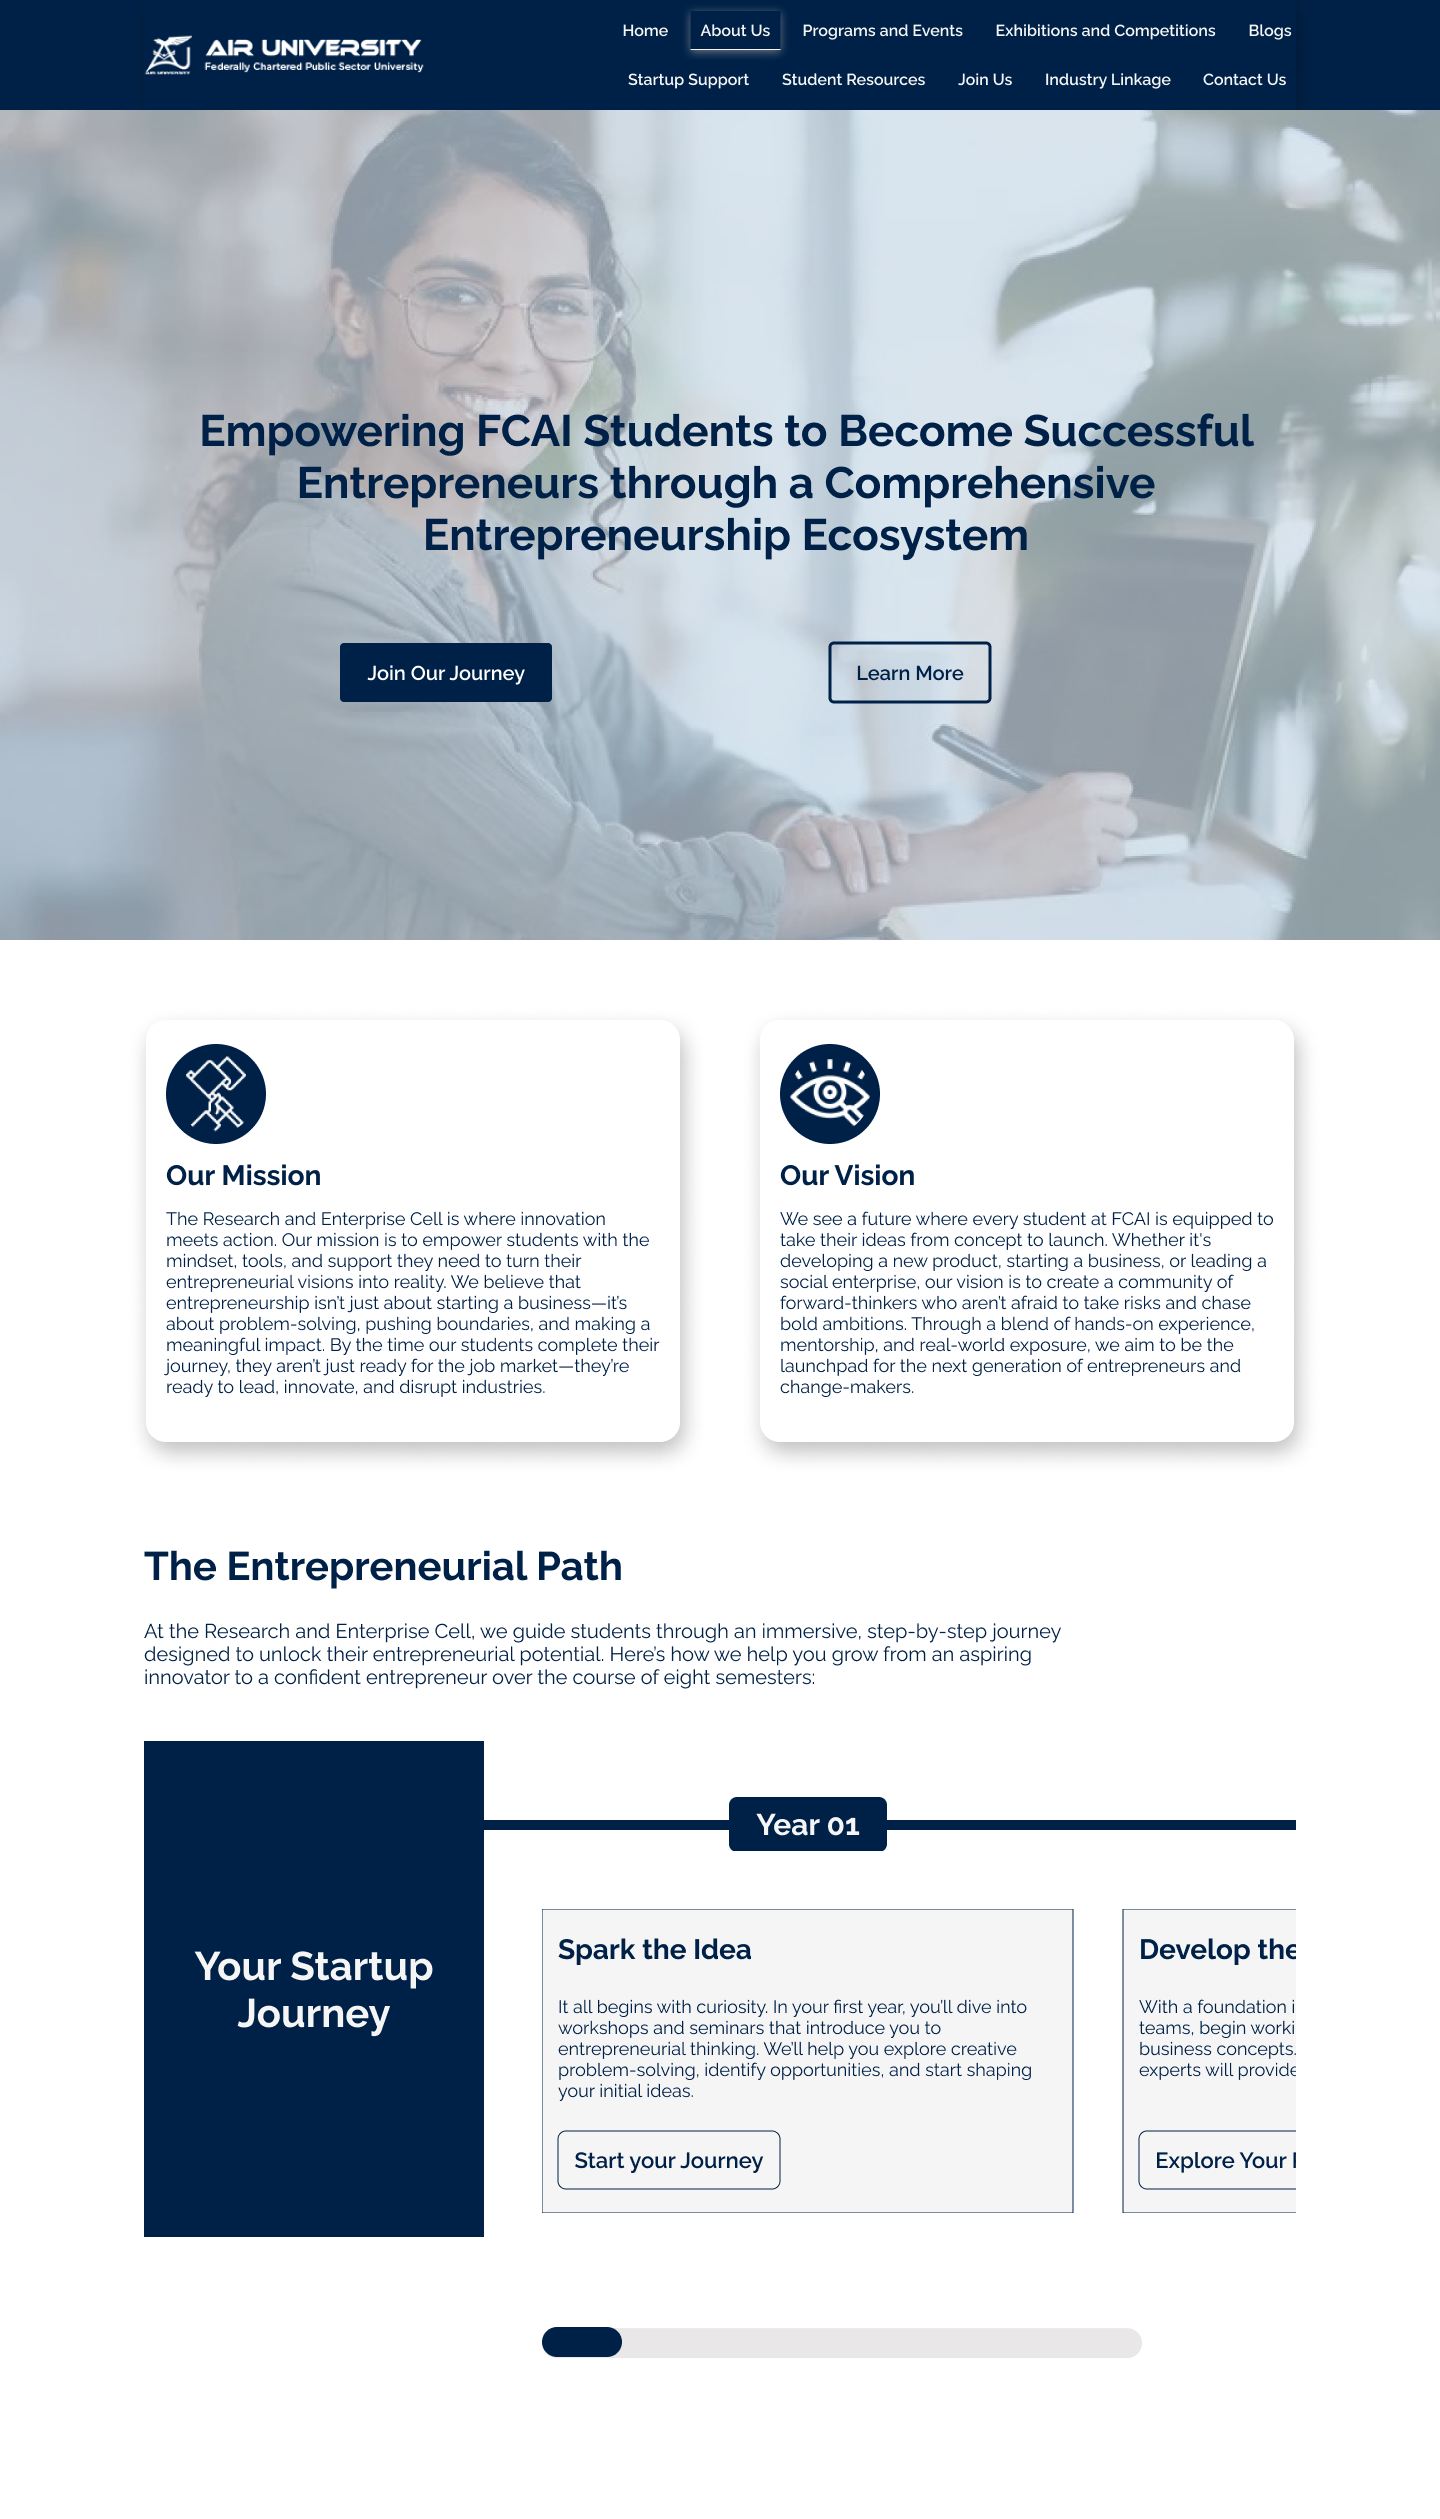 AIR UNIVERSITY
Federally Chartered Public Sector University
AIR UNIVERSITY
Home About Us Programs and Events Exhibitions and Competitions Blogs
Startup Support Student Resources Join Us Industry Linkage Contact Us
Empowering FCAI Students to Become Successful
Entrepreneurs through a Comprehensive
Entrepreneurship Ecosystem
Join Our Journey
Learn More
Our Mission
The Research and Enterprise Cell is where innovation
meets action. Our mission is to empower students with the
mindset, tools, and support they need to turn their
entrepreneurial visions into reality. We believe that
entrepreneurship isn’t just about starting a business—it’s
about problem-solving, pushing boundaries, and making a
meaningful impact. By the time our students complete their
journey, they aren’t just ready for the job market—they’re
ready to lead, innovate, and disrupt industries.
Our Vision
We see a future where every student at FCAI is equipped to
take their ideas from concept to launch. Whether it's
developing a new product, starting a business, or leading a
social enterprise, our vision is to create a community of
forward-thinkers who aren’t afraid to take risks and chase
bold ambitions. Through a blend of hands-on experience,
mentorship, and real-world exposure, we aim to be the
launchpad for the next generation of entrepreneurs and
change-makers.
The Entrepreneurial Path
At the Research and Enterprise Cell, we guide students through an immersive, step-by-step journey
designed to unlock their entrepreneurial potential. Here’s how we help you grow from an aspiring
innovator to a confident entrepreneur over the course of eight semesters:
Your Startup
Journey
Year 01
Spark the Idea
It all begins with curiosity. In your first year, you’ll dive into
workshops and seminars that introduce you to
entrepreneurial thinking. We’ll help you explore creative
problem-solving, identify opportunities, and start shaping
your initial ideas.
Start your Journey
Develop the
With a foundation i
teams, begin worki
business concepts.
experts will provide
Explore Your